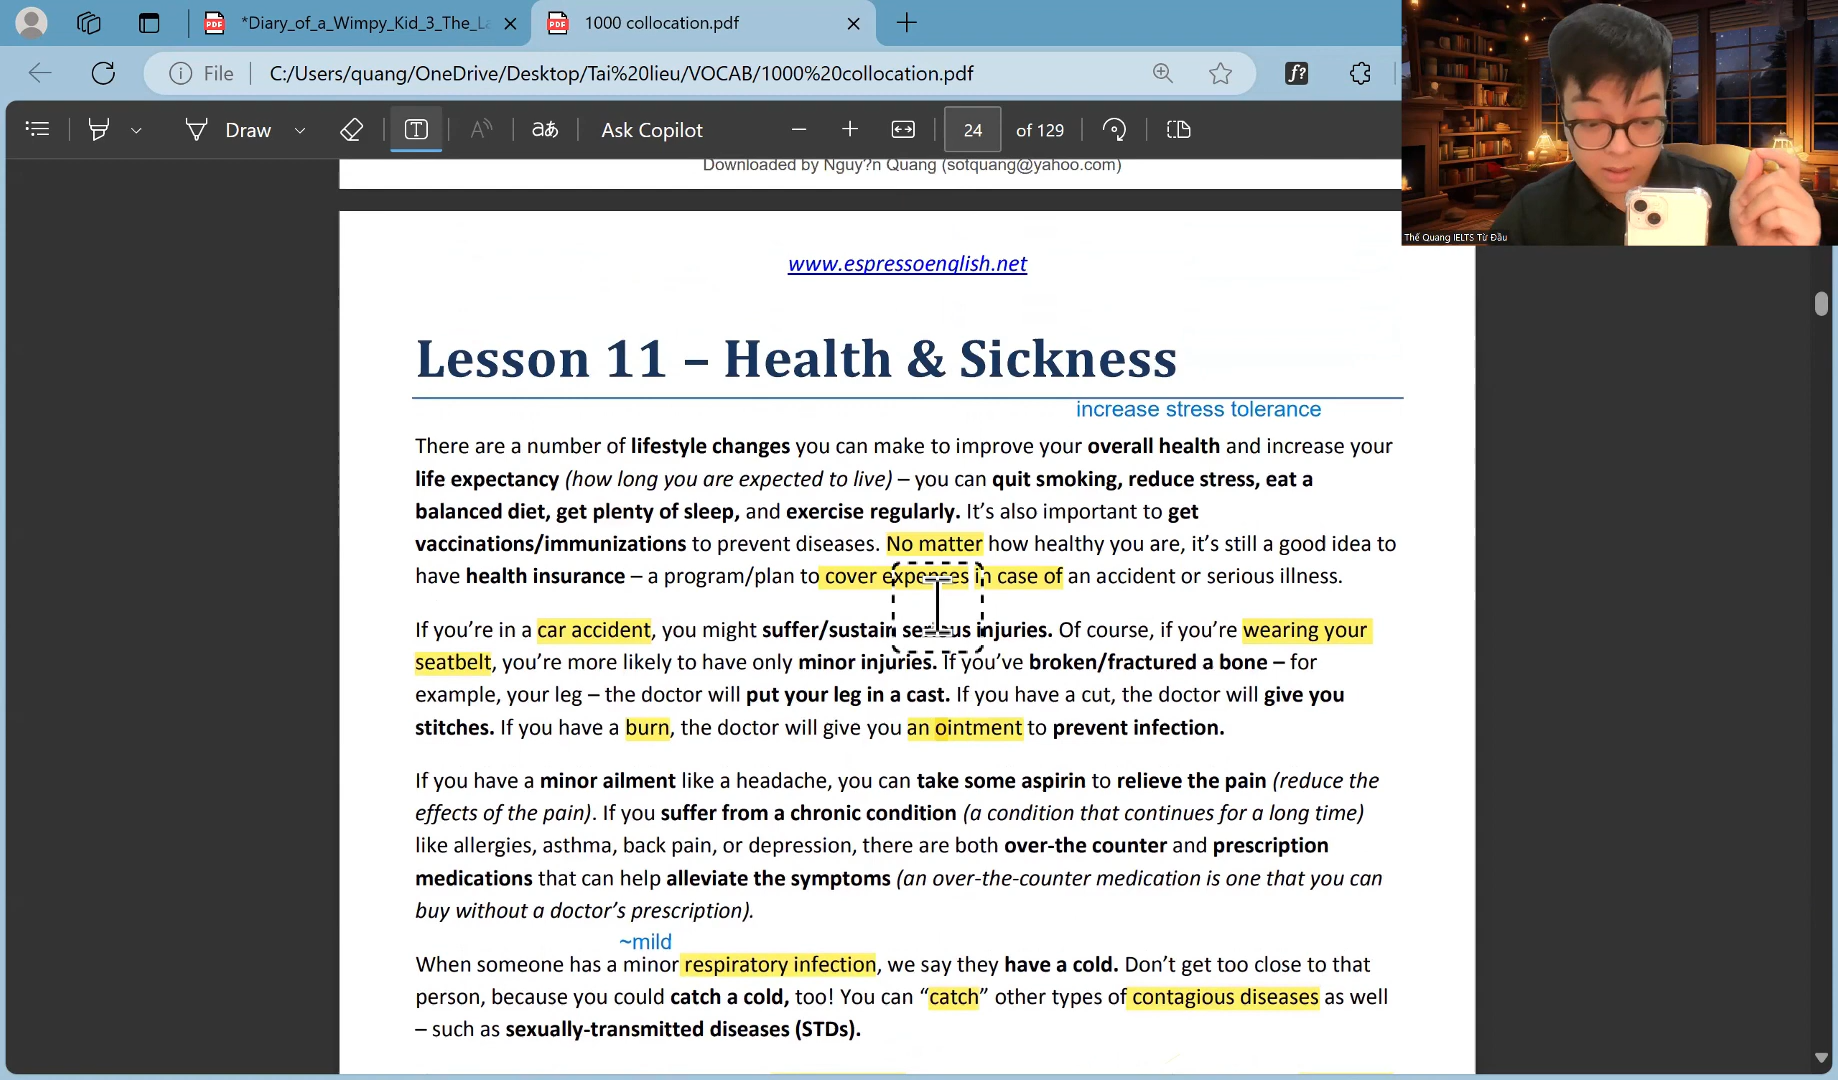 *Diary_of_a_Wimpy_Kid_3_The_La
1000 collocation.pdf
File
C:/Users/quang/OneDrive/Desktop/Tai%20lieu/VOCAB/1000%20collocation.pdf
Draw
Ask Copilot
24
of 129
Thế Quang IELTS Từ Đầu
Downloaded by Nguy?n Quang (sotquang@yahoo.com)
www.espressoenglish.net
Lesson 11 – Health & Sickness
increase stress tolerance
There are a number of lifestyle changes you can make to improve your overall health and increase your
life expectancy (how long you are expected to live) – you can quit smoking, reduce stress, eat a
balanced diet, get plenty of sleep, and exercise regularly. It’s also important to get
vaccinations/immunizations to prevent diseases. No matter how healthy you are, it’s still a good idea to
have health insurance – a program/plan to cover expenses in case of an accident or serious illness.
If you’re in a car accident, you might suffer/sustain serious injuries. Of course, if you’re wearing your
seatbelt, you’re more likely to have only minor injuries. If you’ve broken/fractured a bone – for
example, your leg – the doctor will put your leg in a cast. If you have a cut, the doctor will give you
stitches. If you have a burn, the doctor will give you an ointment to prevent infection.
If you have a minor ailment like a headache, you can take some aspirin to relieve the pain (reduce the
effects of the pain). If you suffer from a chronic condition (a condition that continues for a long time)
like allergies, asthma, back pain, or depression, there are both over-the counter and prescription
medications that can help alleviate the symptoms (an over-the-counter medication is one that you can
buy without a doctor’s prescription).
~mild
When someone has a minor respiratory infection, we say they have a cold. Don’t get too close to that
person, because you could catch a cold, too! You can “catch” other types of contagious diseases as well
– such as sexually-transmitted diseases (STDs).